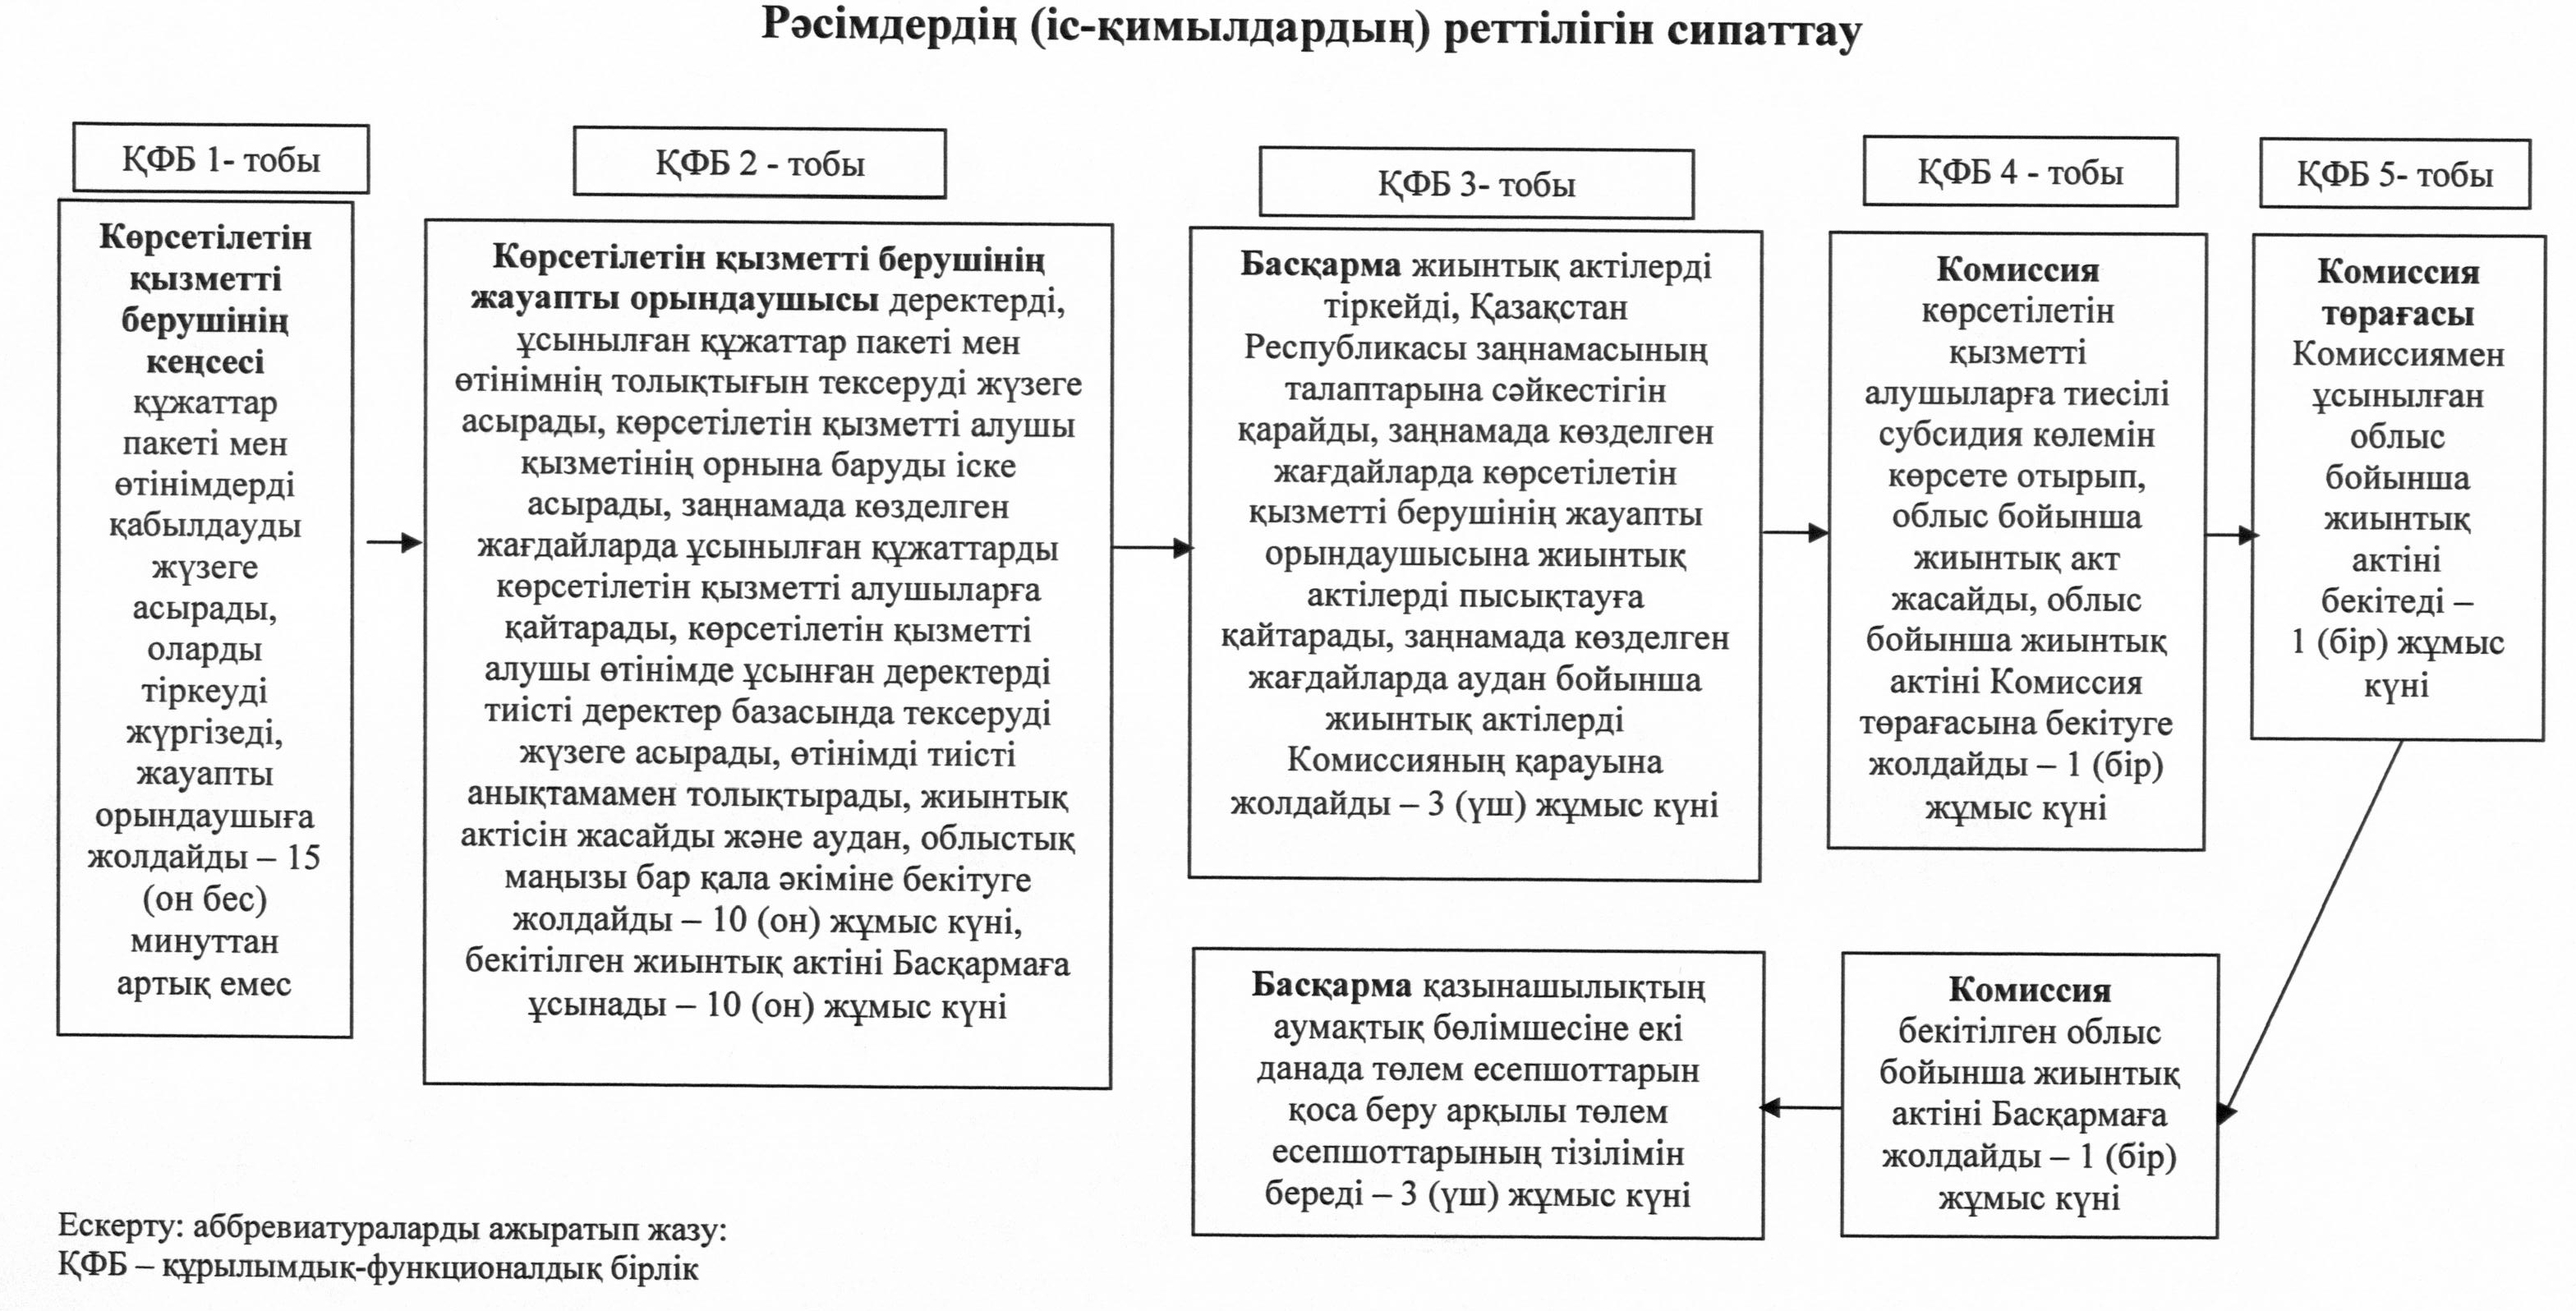 Рәсімдердің (іс-қимылдардың) реттілігін сипаттау
ҚФБ 1- тобы
Көрсетілетін
қызметті
берушінің
кеңсесі
құжаттар
пакеті мен
өтінімдерді
қабылдауды
жүзеге
асырады,
оларды
тіркеуді
жүргізеді,
жауапты
орындаушыға
жолдайды – 15
(он бес)
минуттан
артық емес
ҚФБ 2 - тобы
Көрсетілетін қызметті берушінің
жауапты орындаушысы деректерді,
ұсынылған құжаттар пакеті мен
өтінімнің толықтығын тексеруді жүзеге
асырады, көрсетілетін қызметті алушы
қызметінің орнына баруды іске
асырады, заңнамада көзделген
жағдайларда ұсынылған құжаттарды
көрсетілетін қызметті алушыларға
қайтарады, көрсетілетін қызметті
алушы өтінімде ұсынған деректерді
тиісті деректер базасында тексеруді
жүзеге асырады, өтінімді тиісті
анықтамамен толықтырады, жиынтық
актісін жасайды және аудан, облыстық
маңызы бар қала әкіміне бекітуге
жолдайды – 10 (он) жұмыс күні,
бекітілген жиынтық актіні Басқармаға
ұсынады – 10 (он) жұмыс күні
ҚФБ 3- тобы
Басқарма жиынтық актілерді
тіркейді, Қазақстан
Республикасы заңнамасының
талаптарына сәйкестігін
қарайды, заңнамада көзделген
жағдайларда көрсетілетін
қызметті берушінің жауапты
орындаушысына жиынтық
актілерді пысықтауға
қайтарады, заңнамада көзделген
жағдайларда аудан бойынша
жиынтық актілерді
Комиссияның қарауына
жолдайды – 3 (үш) жұмыс күні
ҚФБ 4 - тобы
Комиссия
көрсетілетін
қызметті
алушыларға тиесілі
субсидия көлемін
көрсете отырып,
облыс бойынша
жиынтық акт
жасайды, облыс
бойынша жиынтық
актіні Комиссия
төрағасына бекітуге
жолдайды – 1 (бір)
жұмыс күні
ҚФБ 5- тобы
Комиссия
төрағасы
Комиссиямен
ұсынылған
облыс
бойынша
жиынтық
актіні
бекітеді –
1 (бір) жұмыс
күні
Комиссия
бекітілген облыс
бойынша жиынтық
актіні Басқармаға
жолдайды – 1 (бір)
жұмыс күні
Басқарма қазынашылықтың
аумақтық бөлімшесіне екі
данада төлем есепшоттарын
қоса беру арқылы төлем
есепшоттарының тізілімін
береді – 3 (үш) жұмыс күні
Ескерту: аббревиатураларды ажыратып жазу:
ҚФБ – құрылымдық-функционалдық бірлік